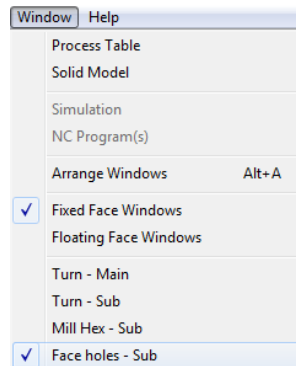 Window Help
Process Table
Solid Model
Simulation
NC Program(s)
Arrange Windows Alt+A
Fixed Face Windows
Floating Face Windows
Turn - Main
Turn - Sub
Mill Hex - Sub
Face holes - Sub